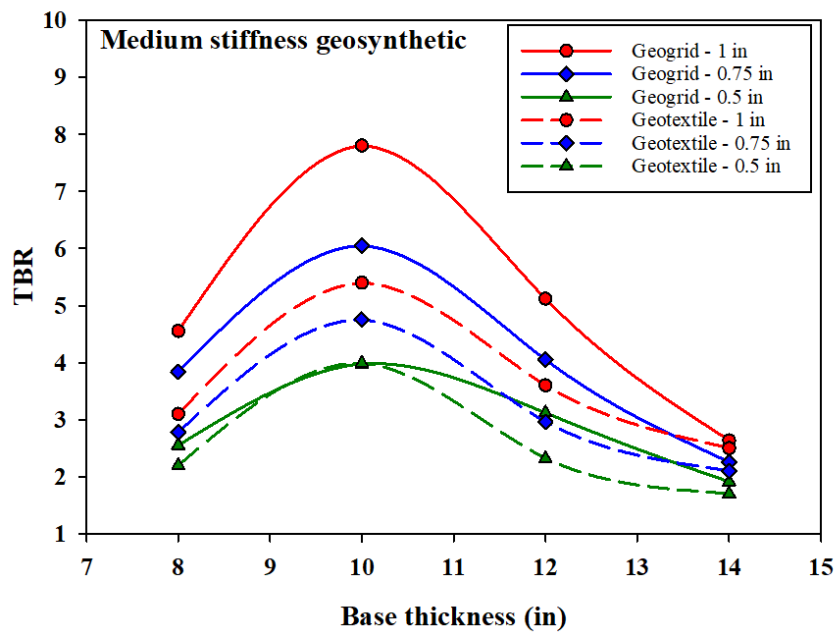 Medium stiffness geosynthetic
Geogrid - 1 in
Geogrid - 0.75 in
Geogrid - 0.5 in
Geotextile - 1 in
Geotextile - 0.75 in
Geotextile - 0.5 in
10
9
8
7
6
5
4
3
2
1
TBR
7 8 9 10 11 12 13 14 15
Base thickness (in)